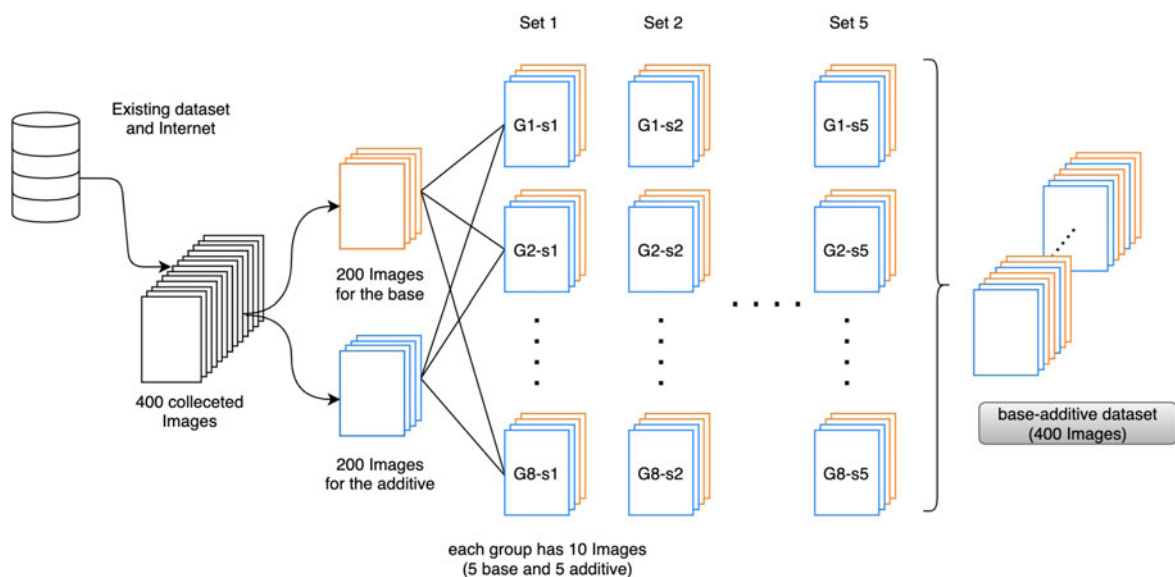 Set 1
Set 2
Set 5
Existing dataset
and Internet
G1-s1
G1-s2
G1-s5
G2-s1
G2-s2
G2-s5
200 Images
for the base
400 colleceted
Images
200 Images
for the additive
G8-s1
G8-s2
G8-s5
base-additive dataset
(400 Images)
each group has 10 Images
(5 base and 5 additive)